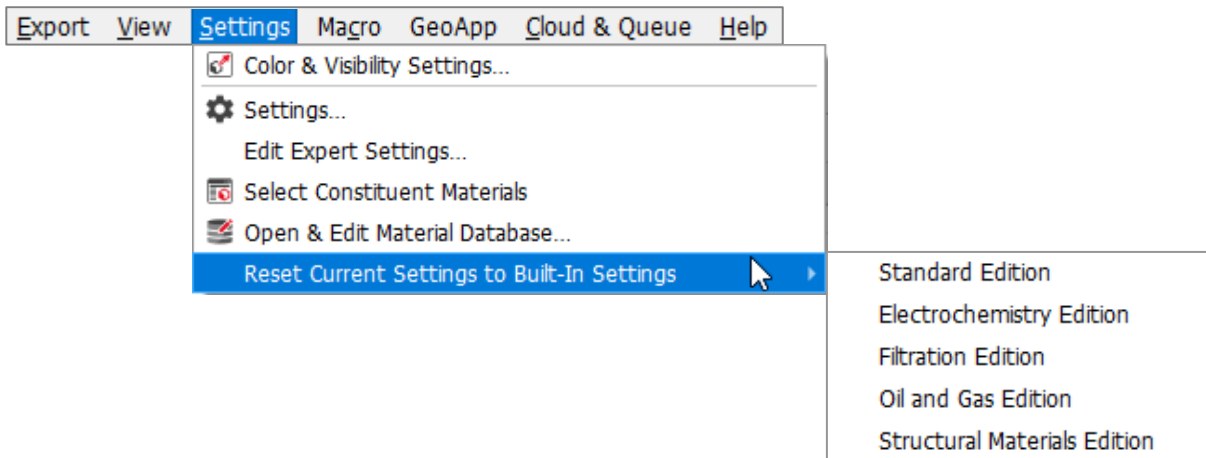 Export View Settings Macro GeoApp Cloud & Queue Help
Color & Visibility Settings...
Settings...
Edit Expert Settings...
Select Constituent Materials
Open & Edit Material Database...
Reset Current Settings to Built-In Settings
Standard Edition
Electrochemistry Edition
Filtration Edition
Oil and Gas Edition
Structural Materials Edition